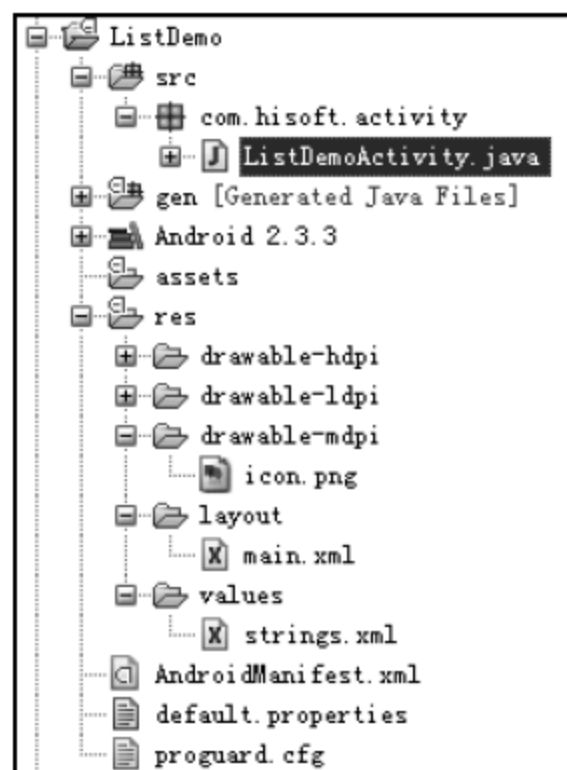 ListDemo
src
com.hisoft.activity
ListDemoActivity.java
gen [Generated Java Files]
Android 2.3.3
assets
res
drawable-hdpi
drawable-ldpi
drawable-mdpi
icon.png
layout
main.xml
values
strings.xml
AndroidManifest.xml
default.properties
proguard.cfg